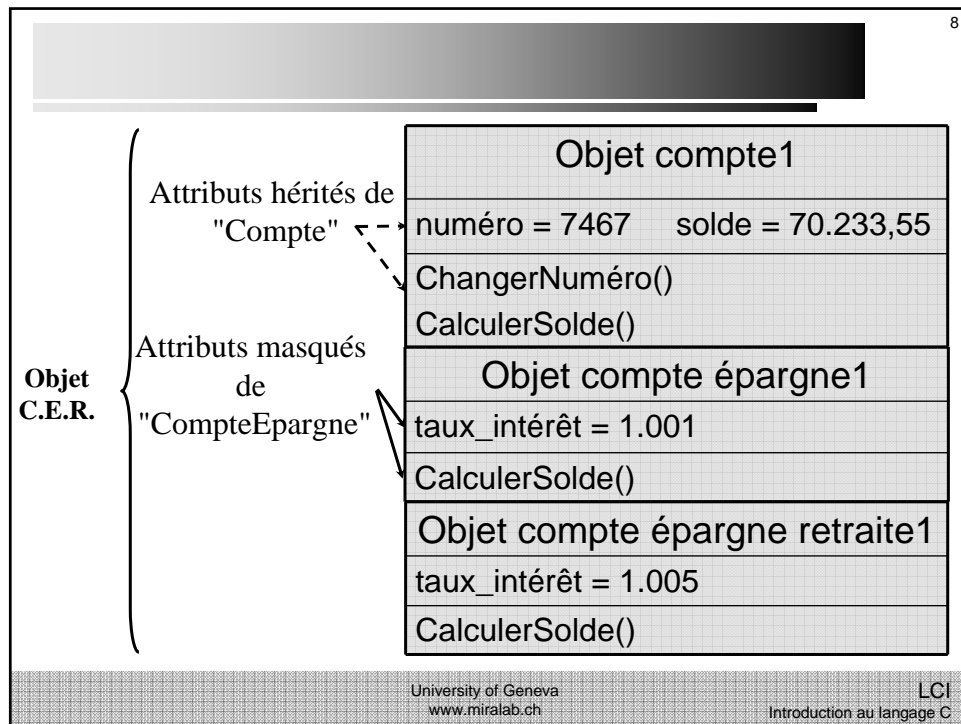 8
Objet compte1
Attributs hérités de
"Compte"
numéro = 7467 solde = 70.233,55
ChangerNuméro()
CalculerSolde()
Attributs masqués
de
"CompteEpargne"
Objet
C.E.R.
Objet compte épargne1
taux_intérêt = 1.001
CalculerSolde()
Objet compte épargne retraite1
taux_intérêt = 1.005
CalculerSolde()
University of Geneva
www.miralab.ch
LCI
Introduction au langage C